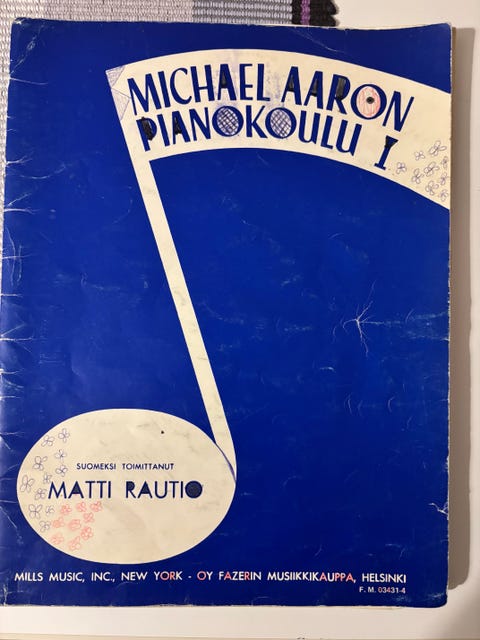 MICHAEL AARON
PIANOKOULU I
SUOMEKSI TOIMITTANUT
MATTI RAUTIO
MILLS MUSIC, INC., NEW YORK - OY FAZERIN MUSIIKKIKAUPPA, HELSINKI
F. M. 03431-4